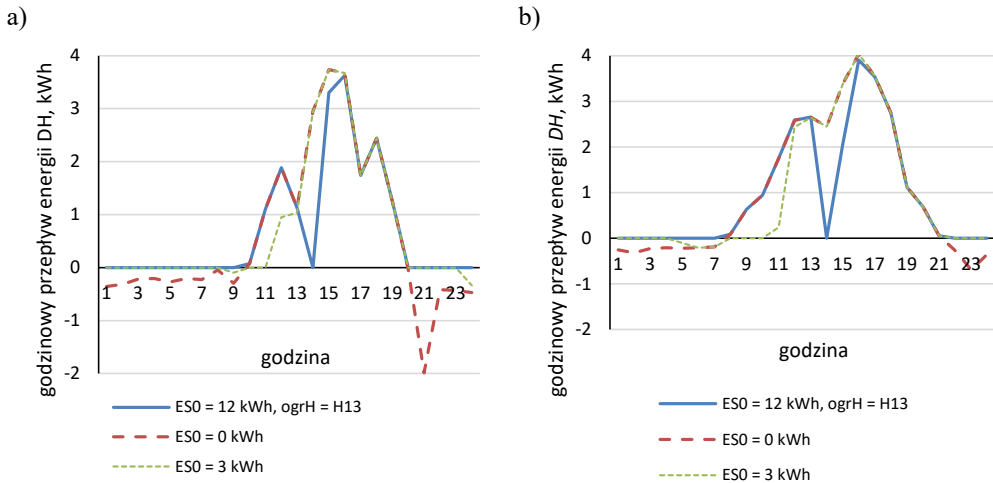 a)
godzinowy przepływ energii DH, kWh
4
3
2
1
0
-1
-2
1 3 5 7 9 11 13 15 17 19 21 23
godzina
ES0 = 12 kWh, ogrH = H13
ES0 = 0 kWh
ES0 = 3 kWh
b)
godzinowy przepływ energii DH, kWh
4
3
2
1
0
-1
-2
1 3 5 7 9 11 13 15 17 19 21 23
godzina
ES0 = 12 kWh, ogrH = H13
ES0 = 0 kWh
ES0 = 3 kWh